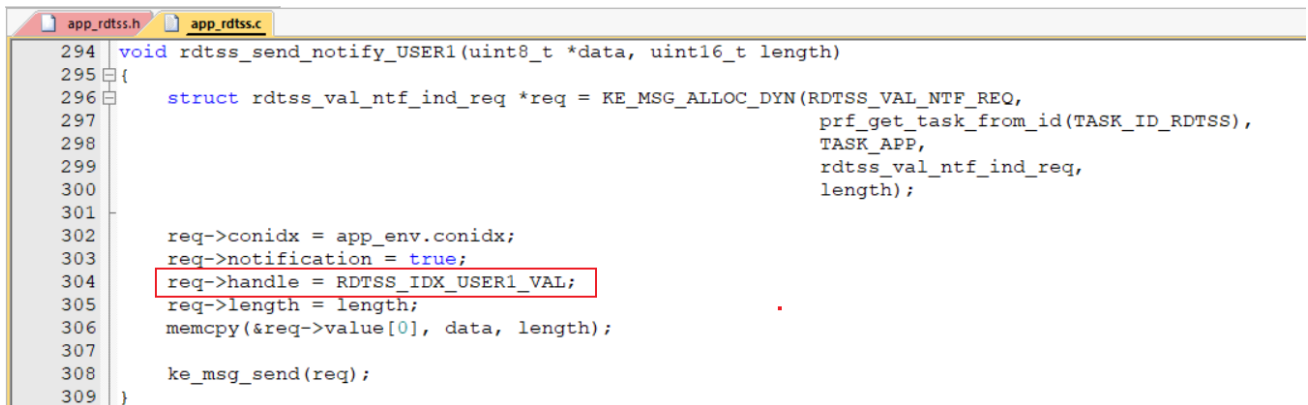 app_rdtss.h app_rdtss.c
294 void rdtss_send_notify_USER1(uint8_t *data, uint16_t length)
295 {
296     struct rdtss_val_ntf_ind_req *req = KE_MSG_ALLOC_DYN(RDTSS_VAL_NTF_REQ,
297                                                          prf_get_task_from_id(TASK_ID_RDTSS),
298                                                          TASK_APP,
299                                                          rdtss_val_ntf_ind_req,
300                                                          length);
301
302     req->conidx = app_env.conidx;
303     req->notification = true;
304     req->handle = RDTSS_IDX_USER1_VAL;
305     req->length = length;
306     memcpy(&req->value[0], data, length);
307
308     ke_msg_send(req);
309 }